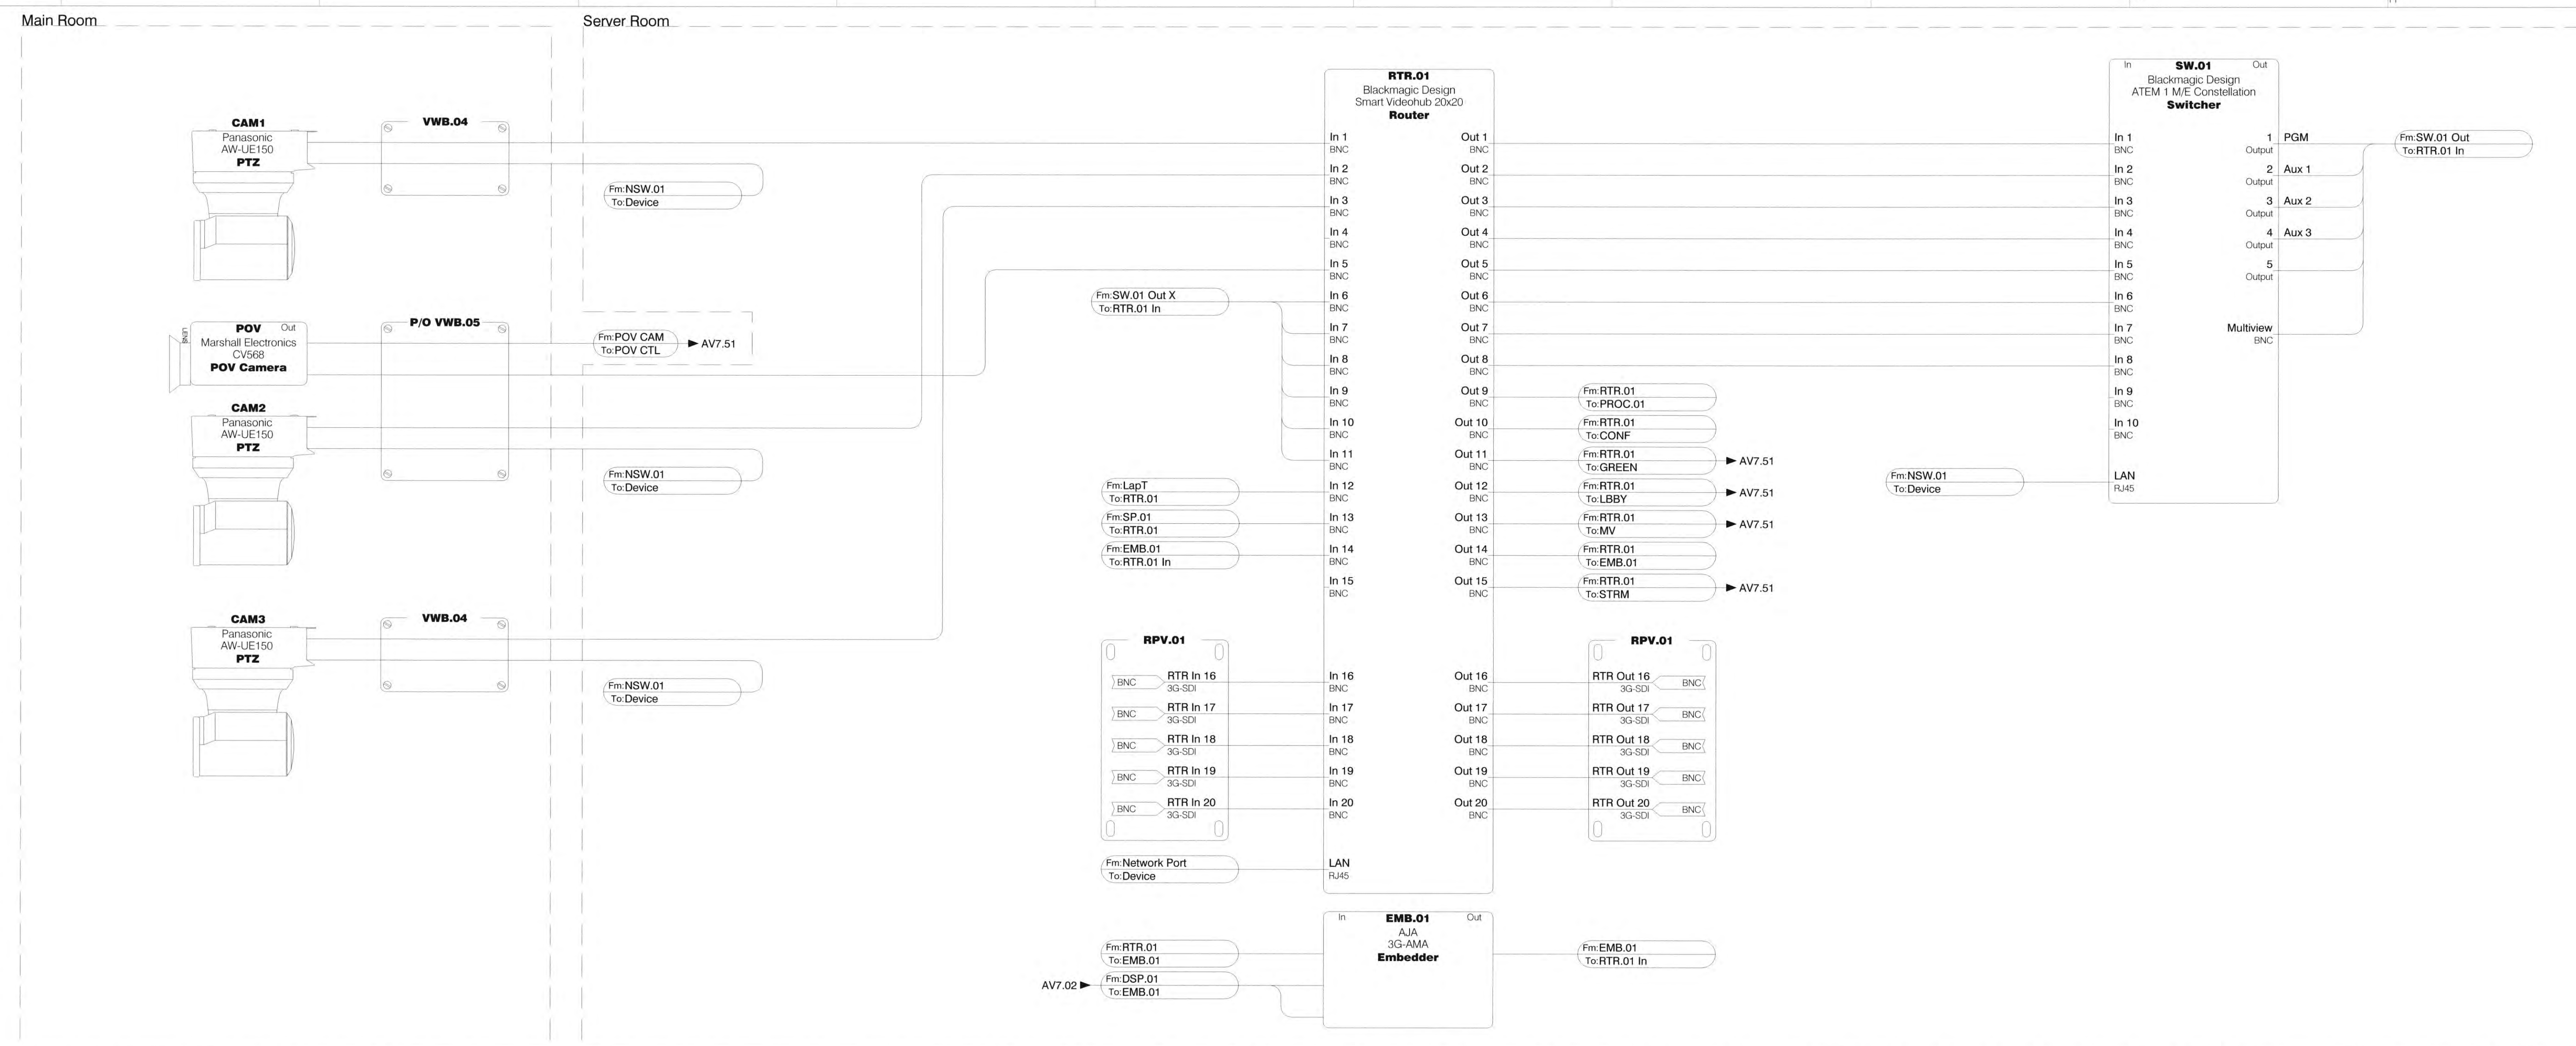 Main Room
Server Room
CAM1
Panasonic
AW-UE150
PTZ
VWB.04
Fm:NSW.01
To:Device
LENS
POV
Out
Marshall Electronics
CV568
POV Camera
P/O VWB.05
Fm:POV CAM
To:POV CTL
AV7.51
CAM2
Panasonic
AW-UE150
PTZ
Fm:NSW.01
To:Device
CAM3
Panasonic
AW-UE150
PTZ
VWB.04
Fm:NSW.01
To:Device
Fm:SW.01 Out X
To:RTR.01 In
Fm:LapT
To:RTR.01
Fm:SP.01
To:RTR.01
Fm:EMB.01
To:RTR.01 In
RPV.01
BNC
RTR In 16
3G-SDI
BNC
RTR In 17
3G-SDI
BNC
RTR In 18
3G-SDI
BNC
RTR In 19
3G-SDI
BNC
RTR In 20
3G-SDI
Fm:Network Port
To:Device
RTR.01
Blackmagic Design
Smart Videohub 20x20
Router
In 1
BNC
Out 1
BNC
In 2
BNC
Out 2
BNC
In 3
BNC
Out 3
BNC
In 4
BNC
Out 4
BNC
In 5
BNC
Out 5
BNC
In 6
BNC
Out 6
BNC
In 7
BNC
Out 7
BNC
In 8
BNC
Out 8
BNC
In 9
BNC
Out 9
BNC
In 10
BNC
Out 10
BNC
In 11
BNC
Out 11
BNC
In 12
BNC
Out 12
BNC
In 13
BNC
Out 13
BNC
In 14
BNC
Out 14
BNC
In 15
BNC
Out 15
BNC
In 16
BNC
Out 16
BNC
In 17
BNC
Out 17
BNC
In 18
BNC
Out 18
BNC
In 19
BNC
Out 19
BNC
In 20
BNC
Out 20
BNC
LAN
RJ45
Fm:RTR.01
To:PROC.01
Fm:RTR.01
To:CONF
Fm:RTR.01
To:GREEN
AV7.51
Fm:RTR.01
To:LBBY
AV7.51
Fm:RTR.01
To:MV
AV7.51
Fm:RTR.01
To:EMB.01
Fm:RTR.01
To:STRM
AV7.51
RPV.01
RTR Out 16
3G-SDI
BNC
RTR Out 17
3G-SDI
BNC
RTR Out 18
3G-SDI
BNC
RTR Out 19
3G-SDI
BNC
RTR Out 20
3G-SDI
BNC
In
SW.01
Out
Blackmagic Design
ATEM 1 M/E Constellation
Switcher
In 1
BNC
1
Output
PGM
In 2
BNC
2
Output
Aux 1
In 3
BNC
3
Output
Aux 2
In 4
BNC
4
Output
Aux 3
In 5
BNC
5
Output
In 6
BNC
In 7
BNC
Multiview
BNC
In 8
BNC
In 9
BNC
In 10
BNC
LAN
RJ45
Fm:NSW.01
To:Device
Fm:SW.01 Out
To:RTR.01 In
In
EMB.01
Out
AJA
3G-AMA
Embedder
Fm:RTR.01
To:EMB.01
AV7.02
Fm:DSP.01
To:EMB.01
Fm:EMB.01
To:RTR.01 In